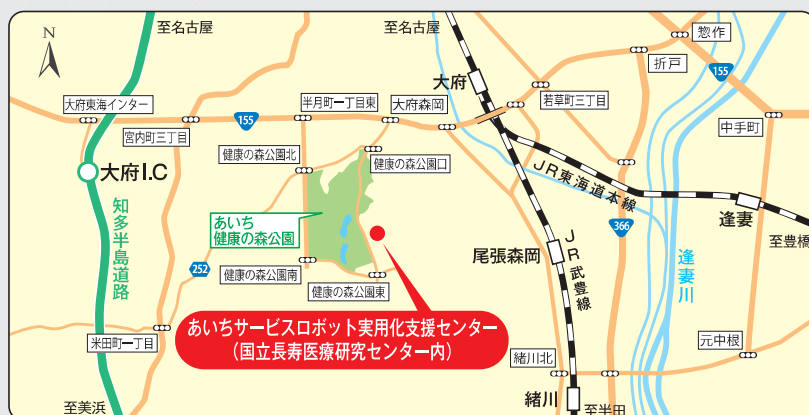 至名古屋
至名古屋
惣作
N
折戸
155
大府
大府東海インター
半月町一丁目東
大府森岡
若草町三丁目
155
宮内町三丁目
中手町
健康の森公園北
健康の森公園口
大府I.C
JR東海道本線
逢妻
知多半島道路
あいち
健康の森公園
366
至豊橋
尾張森岡
JR武豊線
252
健康の森公園南
逢妻川
健康の森公園東
あいちサービスロボット実用化支援センター
(国立長寿医療研究センター内)
米田町一丁目
元中根
緒川北
緒川
至美浜
至半田